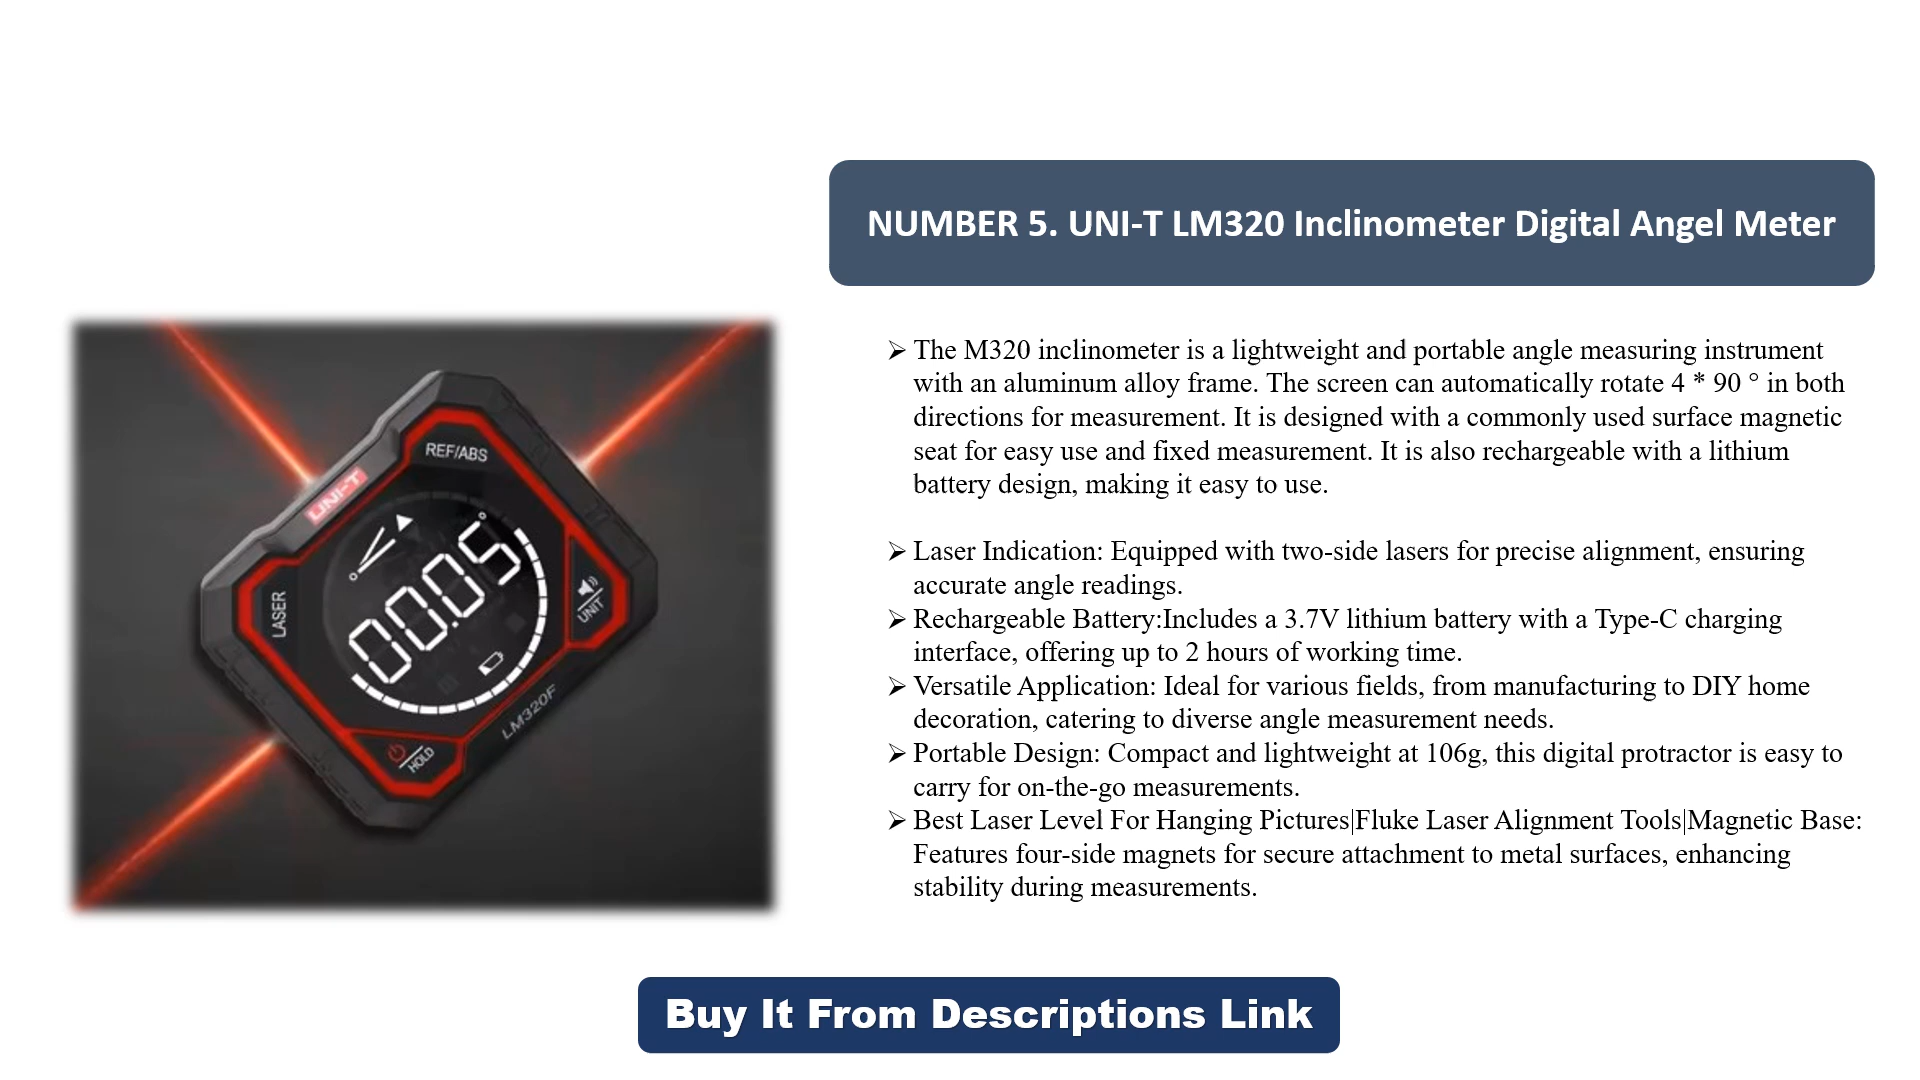 NUMBER 5. UNI-T LM320 Inclinometer Digital Angel Meter
REF/ABS
UNI-T
LASER
00.05°
UNIT
HOLD
LM320F
➢ The M320 inclinometer is a lightweight and portable angle measuring instrument
with an aluminum alloy frame. The screen can automatically rotate 4 * 90 ° in both
directions for measurement. It is designed with a commonly used surface magnetic
seat for easy use and fixed measurement. It is also rechargeable with a lithium
battery design, making it easy to use.
➢ Laser Indication: Equipped with two-side lasers for precise alignment, ensuring
accurate angle readings.
➢ Rechargeable Battery:Includes a 3.7V lithium battery with a Type-C charging
interface, offering up to 2 hours of working time.
➢ Versatile Application: Ideal for various fields, from manufacturing to DIY home
decoration, catering to diverse angle measurement needs.
➢ Portable Design: Compact and lightweight at 106g, this digital protractor is easy to
carry for on-the-go measurements.
➢ Best Laser Level For Hanging Pictures|Fluke Laser Alignment Tools|Magnetic Base:
Features four-side magnets for secure attachment to metal surfaces, enhancing
stability during measurements.
Buy It From Descriptions Link